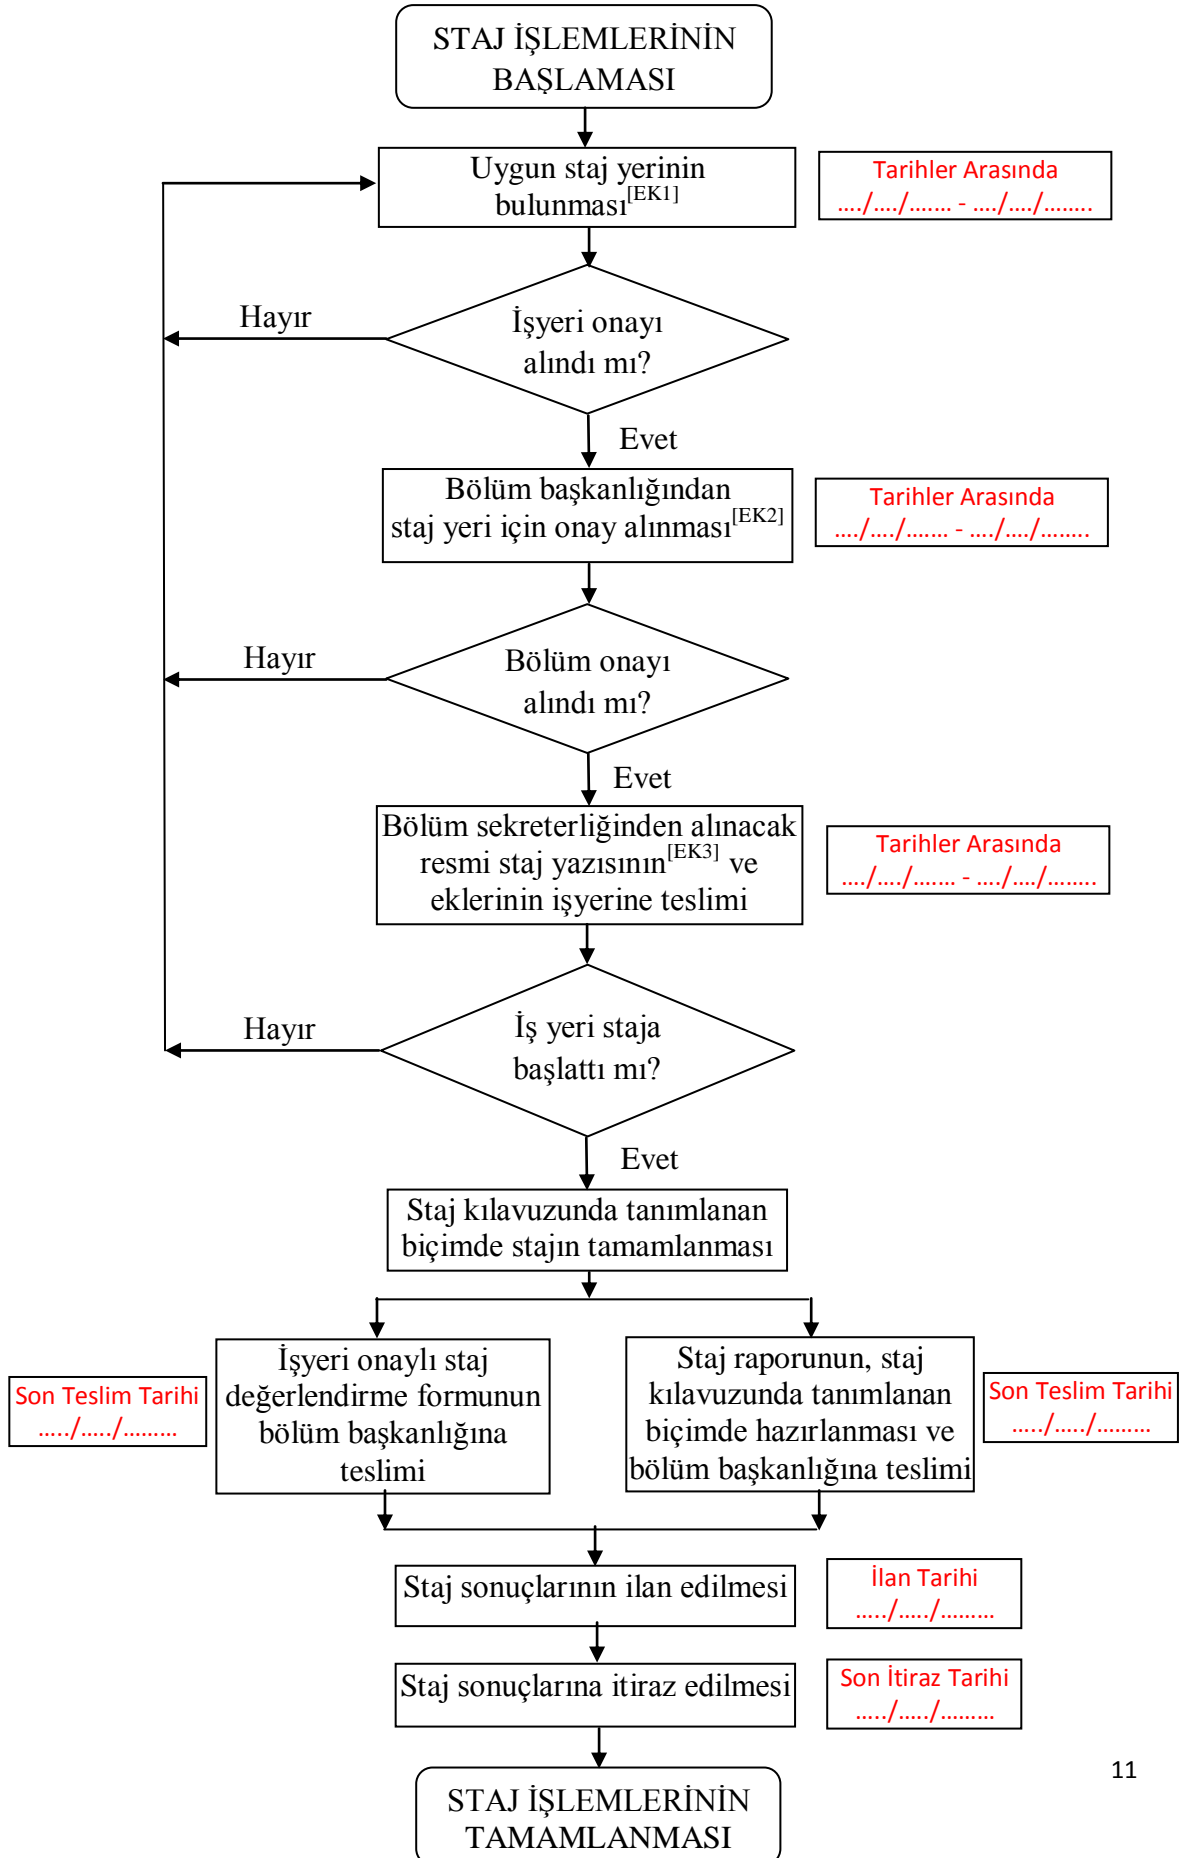 STAJ İŞLEMLERİNİN
BAŞLAMASI
Uygun staj yerinin
bulunması[EK1]
Tarihler Arasında
…./…./….… - …./…./……..
Hayır
İşyeri onayı
alındı mı?
Evet
Bölüm başkanlığından
staj yeri için onay alınması[EK2]
Tarihler Arasında
…./…./….… - …./…./……..
Hayır
Bölüm onayı
alındı mı?
Evet
Bölüm sekreterliğinden alınacak
resmi staj yazısının[EK3] ve
eklerinin işyerine teslimi
Tarihler Arasında
…./…./….… - …./…./……..
Hayır
İş yeri staja
başlattı mı?
Evet
Staj kılavuzunda tanımlanan
biçimde stajın tamamlanması
Son Teslim Tarihi
…../…../………
İşyeri onaylı staj
değerlendirme formunun
bölüm başkanlığına
teslimi
Staj raporunun, staj
kılavuzunda tanımlanan
biçimde hazırlanması ve
bölüm başkanlığına teslimi
Son Teslim Tarihi
…../…../………
Staj sonuçlarının ilan edilmesi
İlan Tarihi
…../…../………
Staj sonuçlarına itiraz edilmesi
Son İtiraz Tarihi
…../…../………
STAJ İŞLEMLERİNİN
TAMAMLANMASI
11